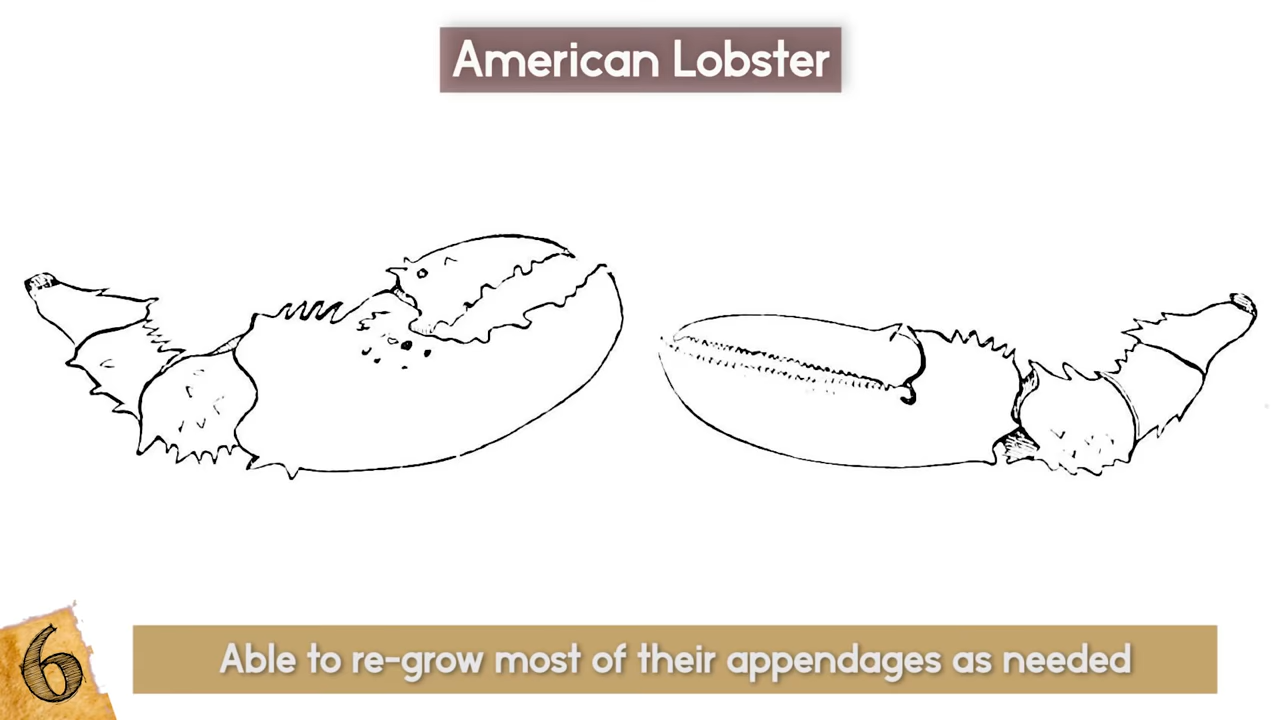 American Lobster
6
Able to re-grow most of their appendages as needed